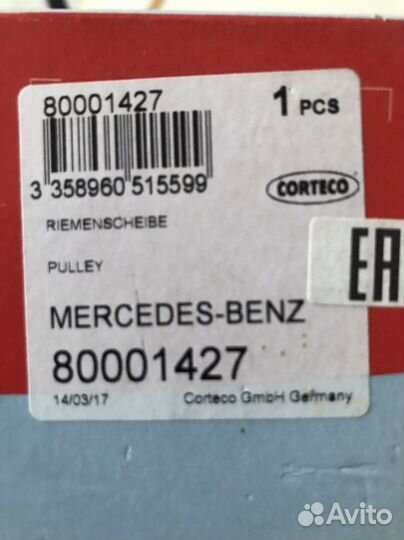 80001427 1 PCS
3 358960 515599
CORTECO
RIEMENSCHEIBE
PULLEY
EAC
MERCEDES-BENZ
80001427
14/03/17 Corteco GmbH Germany
Avito